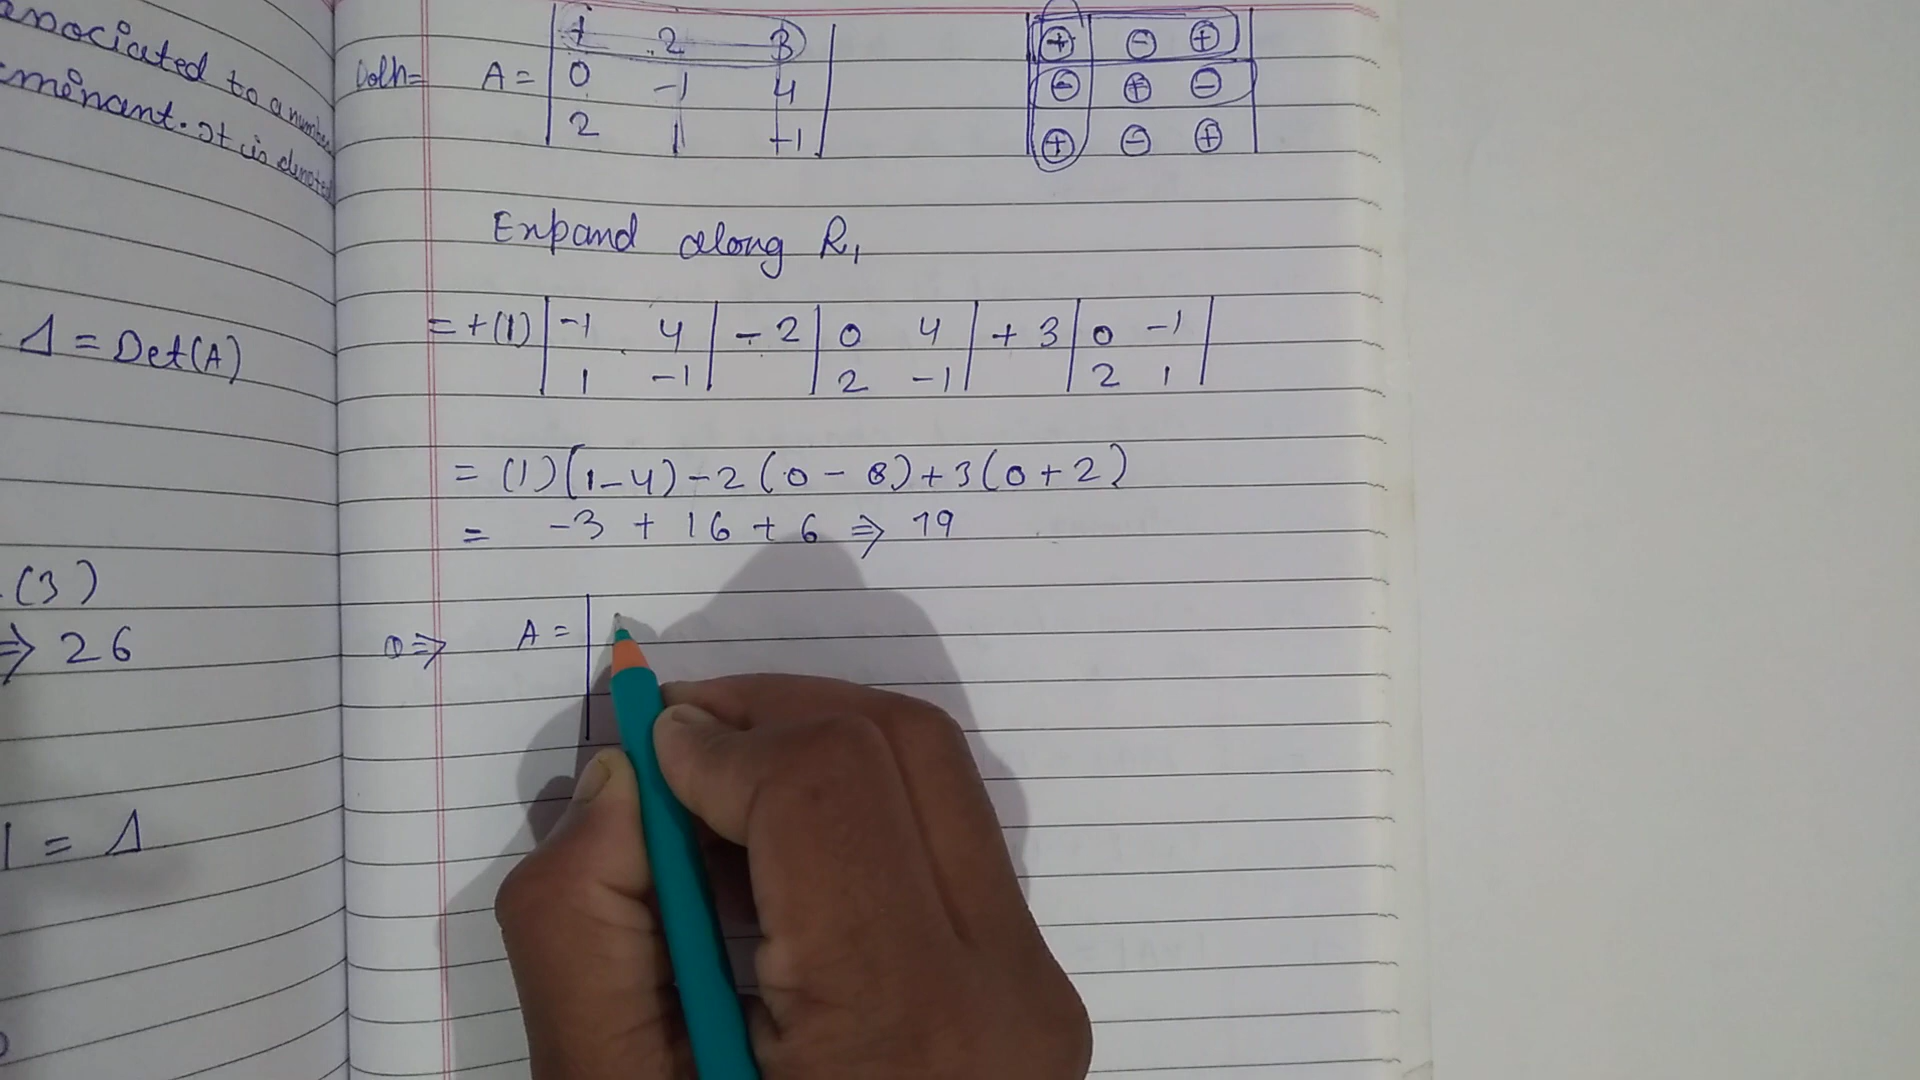 associated to a number
minant. It is denoted
Δ = Det(A)
(3)
⇒ 26
| = Δ
Solh= A = | 1 2 3 |
| 0 -1 4 |
| 2 1 -1 |
| + - + |
| - + - |
| + - + |
Expand along R₁
= +(1) | -1 4 | - 2 | 0 4 | + 3 | 0 -1 |
| 1 -1 | | 2 -1 | | 2 1 |
= (1)(1-4)-2(0-8)+3(0+2)
= -3 + 16 + 6 ⇒ 19
⇒ A = |